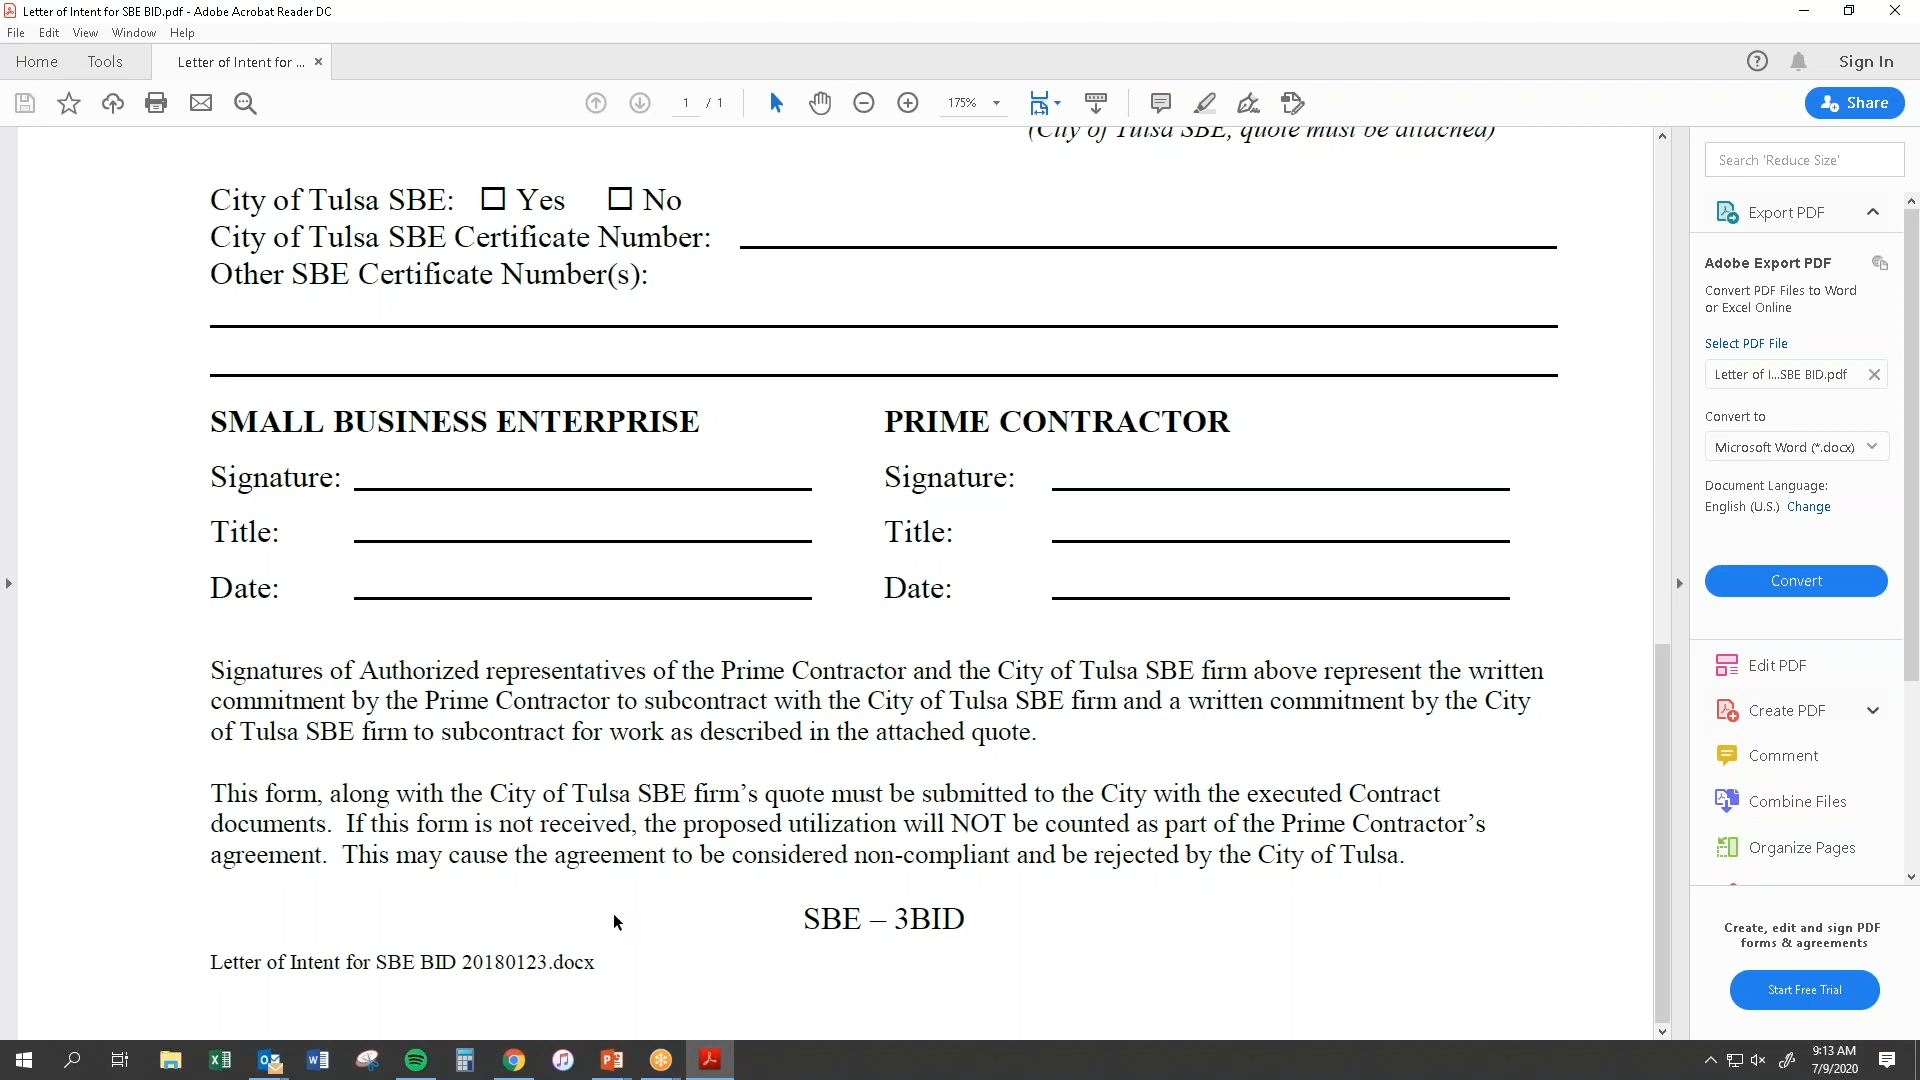 Letter of Intent for SBE BID.pdf - Adobe Acrobat Reader DC
File Edit View Window Help
Home Tools Letter of Intent for ... × Sign In
1 / 1 175% Share
(City of Tulsa SBE, quote must be attached)
City of Tulsa SBE: ☐ Yes ☐ No
City of Tulsa SBE Certificate Number:
Other SBE Certificate Number(s):
SMALL BUSINESS ENTERPRISE PRIME CONTRACTOR
Signature: Signature:
Title: Title:
Date: Date:
Signatures of Authorized representatives of the Prime Contractor and the City of Tulsa SBE firm above represent the written
commitment by the Prime Contractor to subcontract with the City of Tulsa SBE firm and a written commitment by the City
of Tulsa SBE firm to subcontract for work as described in the attached quote.
This form, along with the City of Tulsa SBE firm’s quote must be submitted to the City with the executed Contract
documents. If this form is not received, the proposed utilization will NOT be counted as part of the Prime Contractor’s
agreement. This may cause the agreement to be considered non-compliant and be rejected by the City of Tulsa.
SBE – 3BID
Letter of Intent for SBE BID 20180123.docx
Search 'Reduce Size'
Export PDF
Adobe Export PDF
Convert PDF Files to Word
or Excel Online
Select PDF File
Letter of I...SBE BID.pdf
Convert to
Microsoft Word (*.docx)
Document Language:
English (U.S.) Change
Convert
Edit PDF
Create PDF
Comment
Combine Files
Organize Pages
Create, edit and sign PDF
forms & agreements
Start Free Trial
9:13 AM
7/9/2020